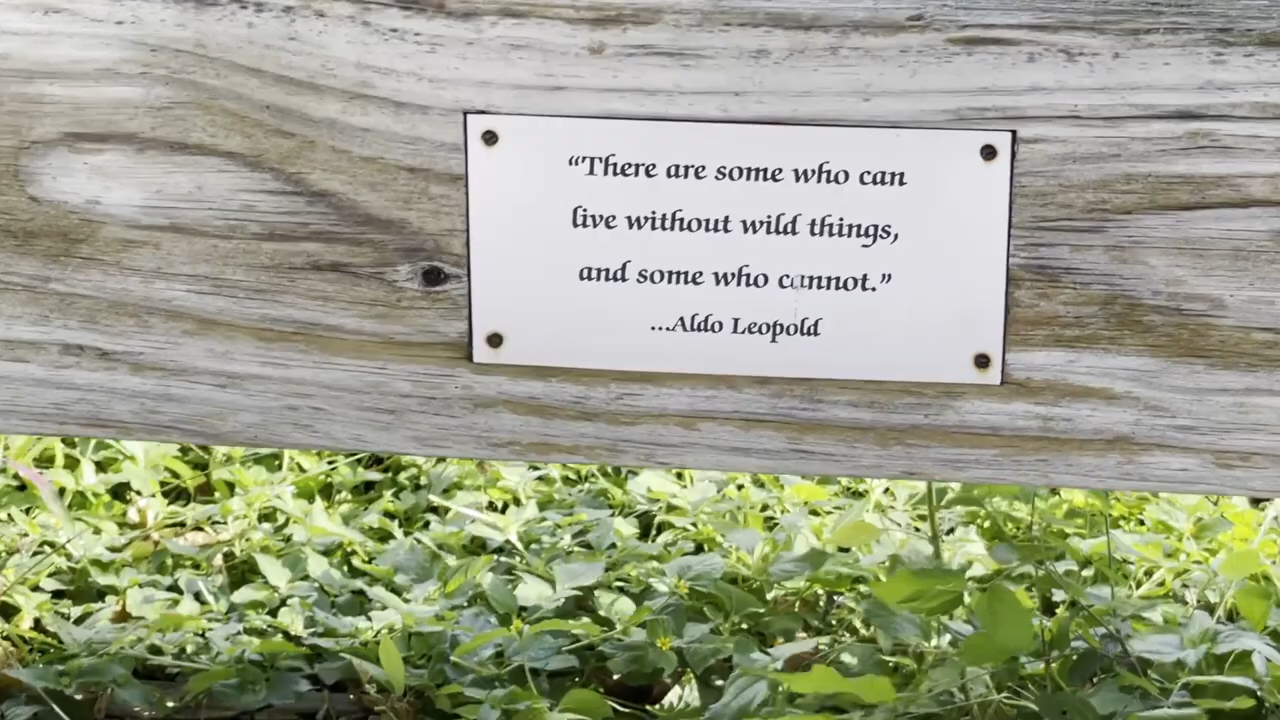 “There are some who can
live without wild things,
and some who cannot.”
...Aldo Leopold